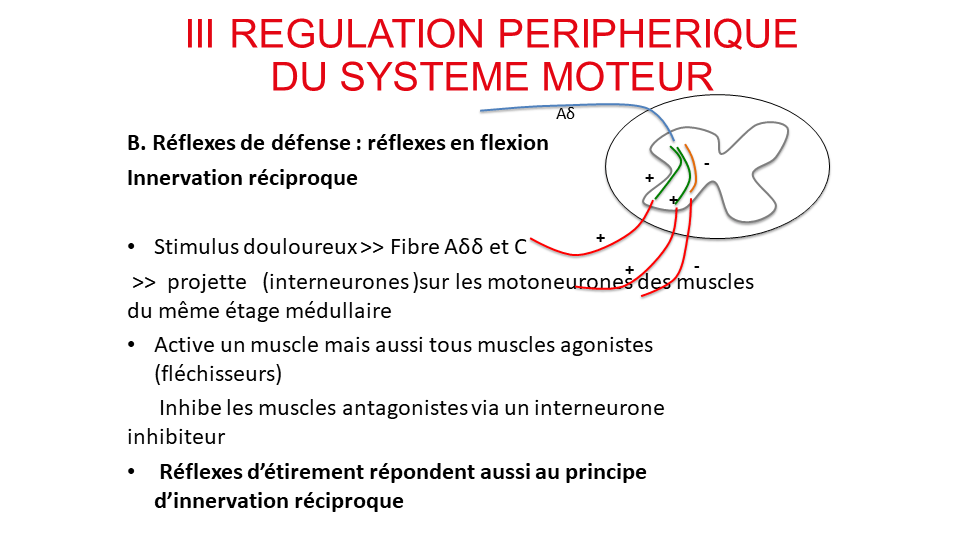 III REGULATION PERIPHERIQUE
DU SYSTEME MOTEUR
Aδ
B. Réflexes de défense : réflexes en flexion
Innervation réciproque
-
+
+
• Stimulus douloureux >> Fibre Aδδ et C
+
>> projette (interneurones )sur les motoneurones des muscles
+
-
du même étage médullaire
• Active un muscle mais aussi tous muscles agonistes
(fléchisseurs)
Inhibe les muscles antagonistes via un interneurone
inhibiteur
• Réflexes d’étirement répondent aussi au principe
d’innervation réciproque